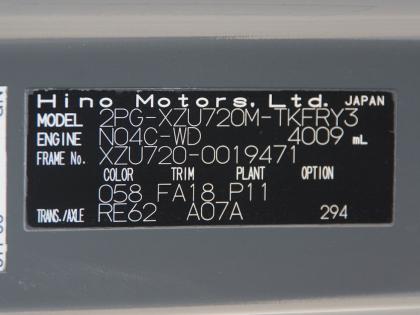 Hino Motors, Ltd. JAPAN
MODEL 2PG-XZU720M-TKFRY3
ENGINE N04C-WD 4009 mL
FRAME No. XZU720-0019471
COLOR TRIM PLANT OPTION
058 FA18 P11
TRANS./AXLE RE62 A07A 294